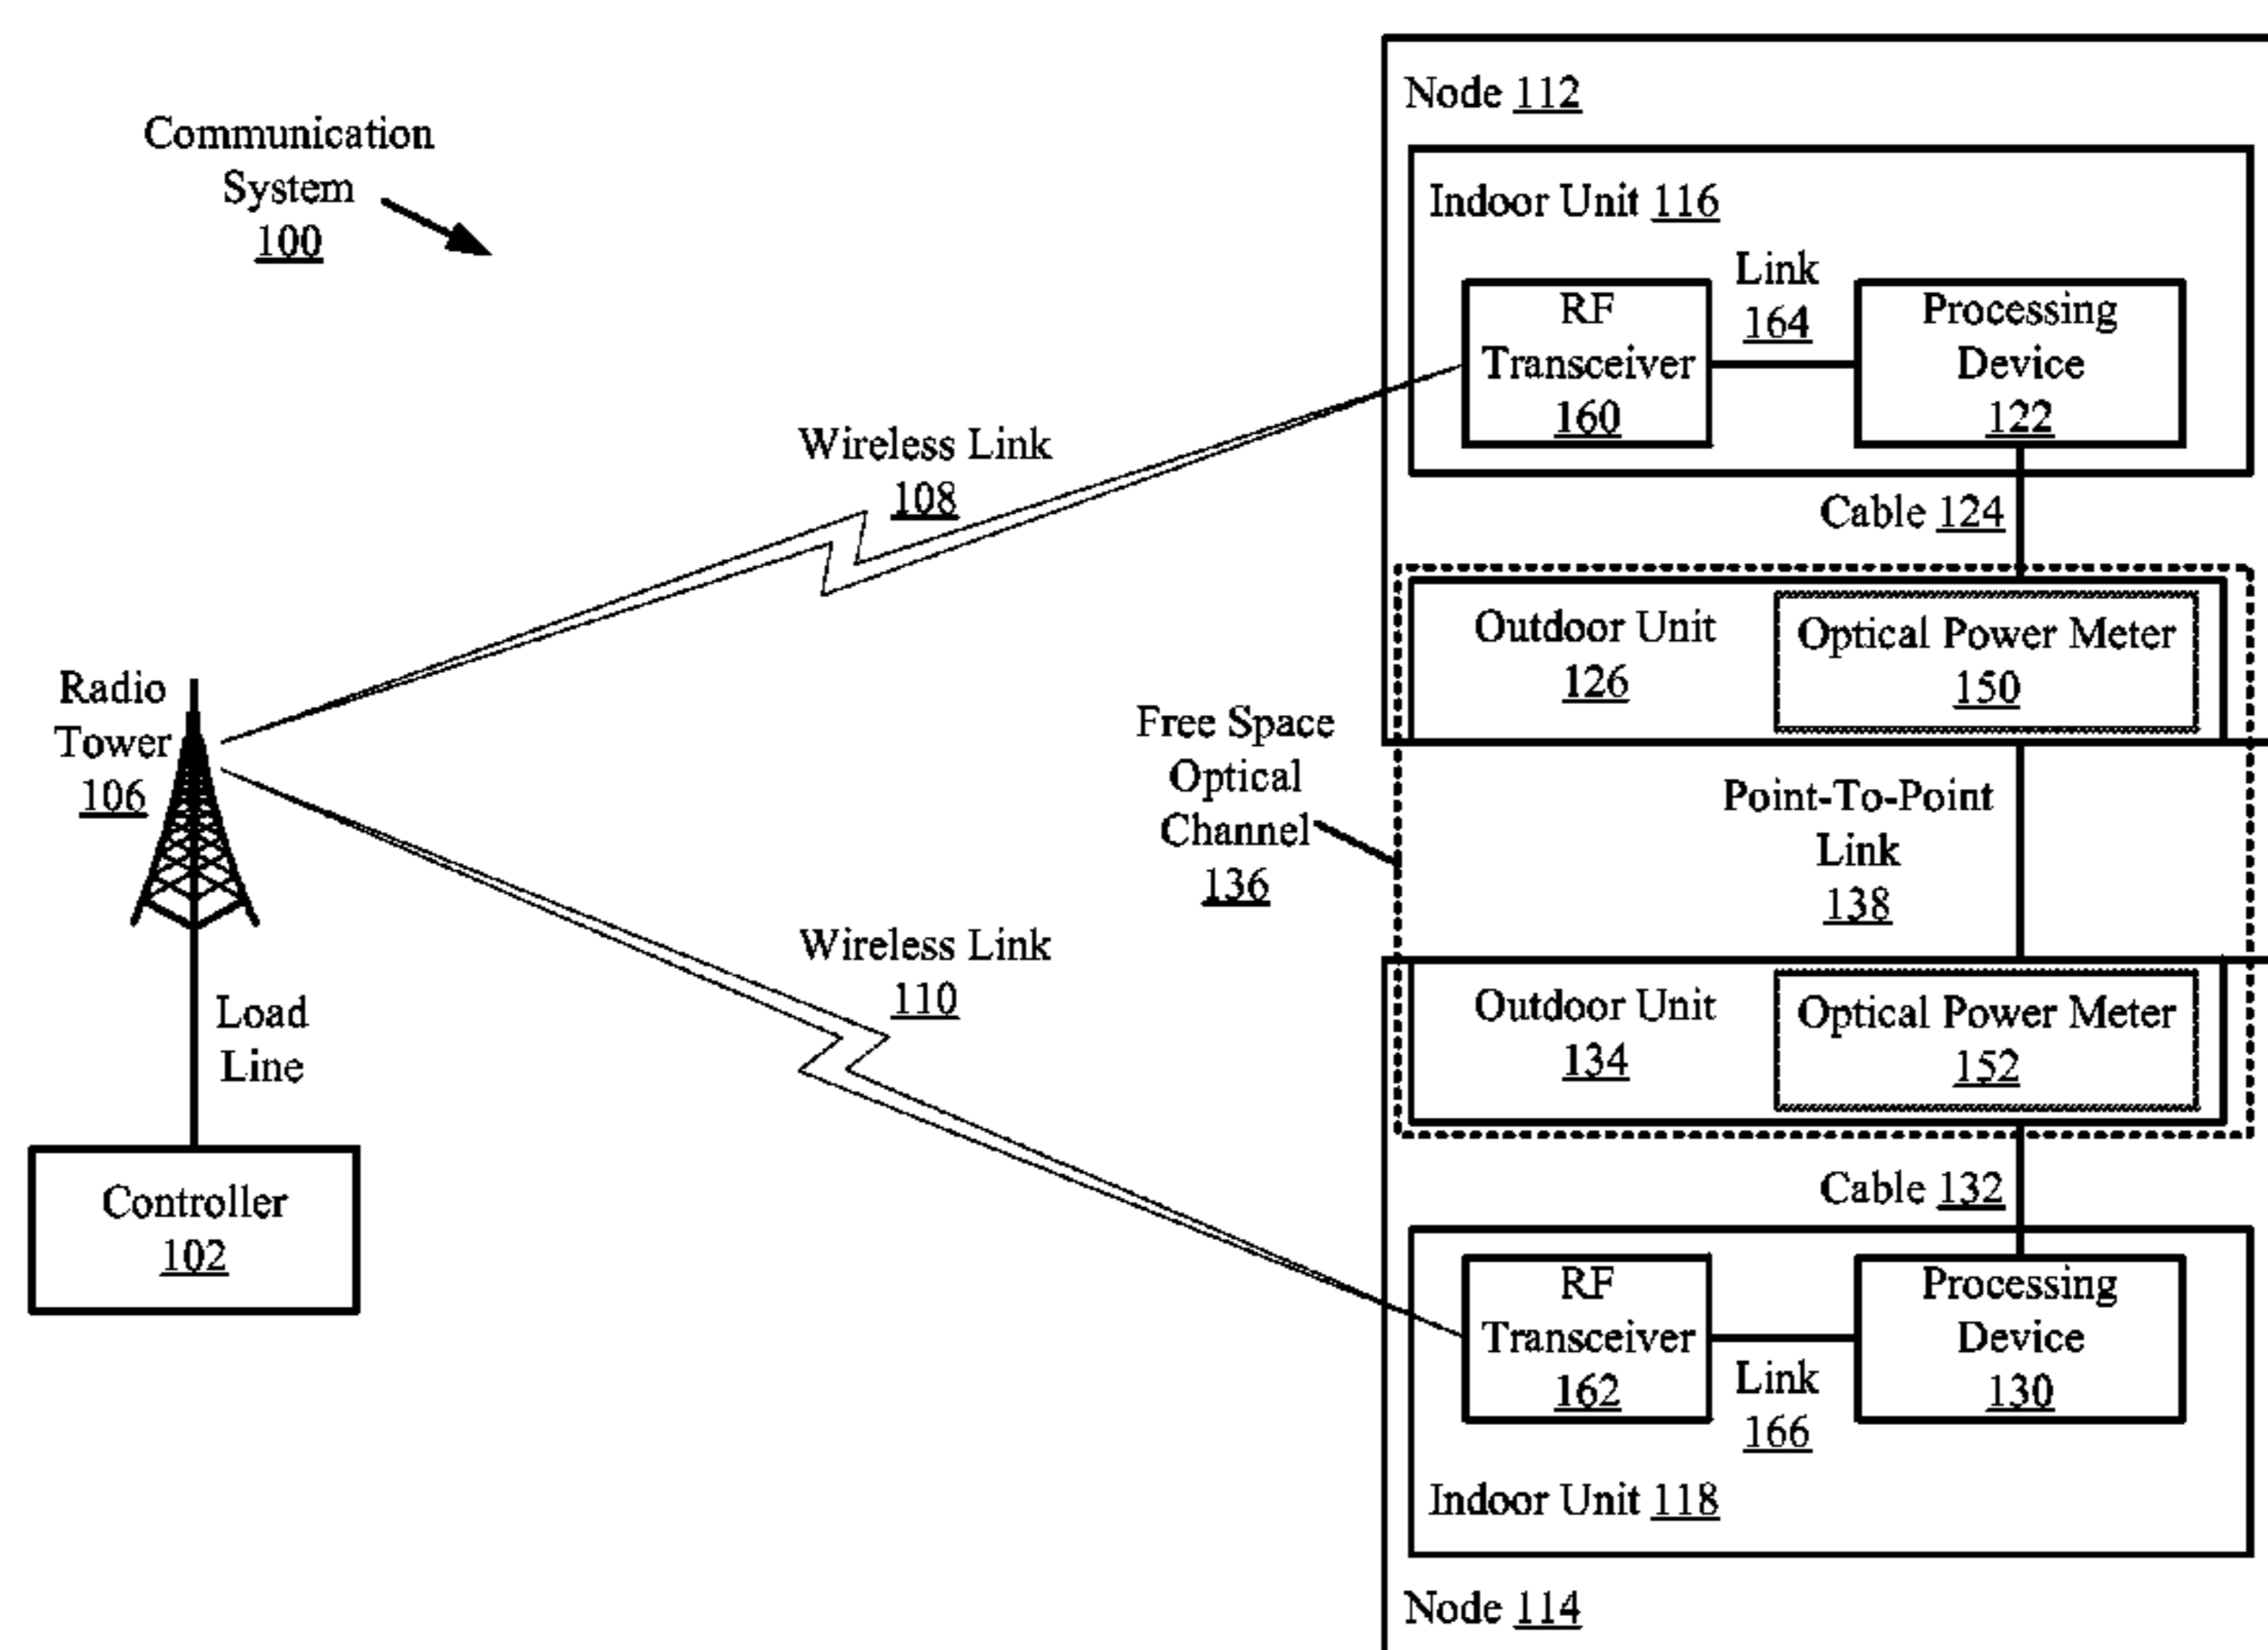 Communication
System
100
Node 112
Indoor Unit 116
RF
Transceiver
160
Link
164
Processing
Device
122
Cable 124
Wireless Link
108
Outdoor Unit
126
Optical Power Meter
150
Radio
Tower
106
Free Space
Optical
Channel
136
Point-To-Point
Link
138
Wireless Link
110
Outdoor Unit
134
Optical Power Meter
152
Load
Line
Controller
102
Cable 132
RF
Transceiver
162
Link
166
Processing
Device
130
Indoor Unit 118
Node 114